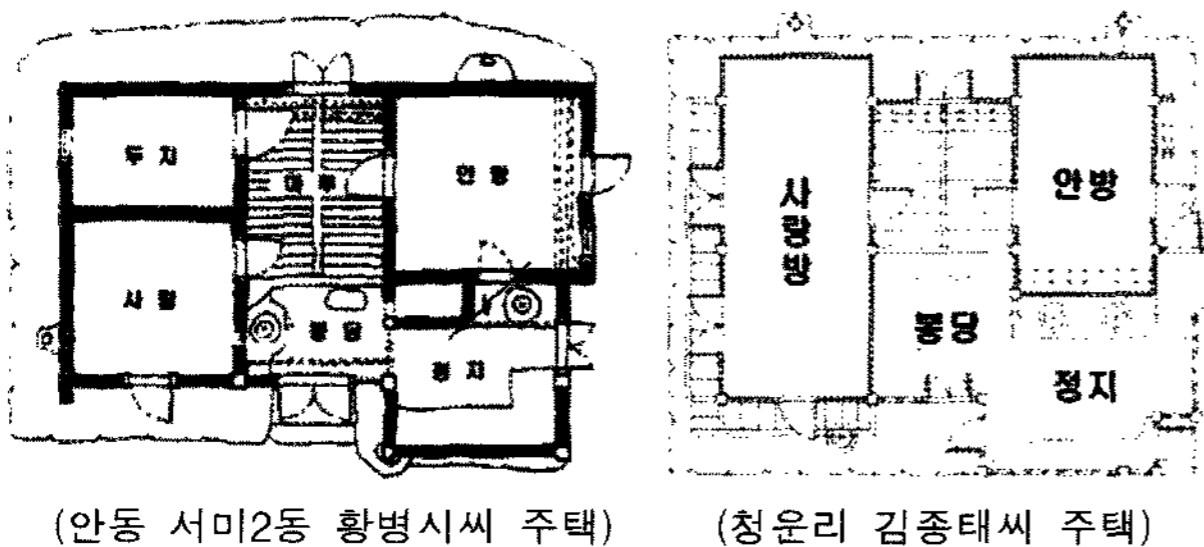 두지
마루
안방
사랑
봉당
정지
사랑방
안방
봉당
정지
(안동 서미2동 황병시씨 주택)
(청운리 김종태씨 주택)